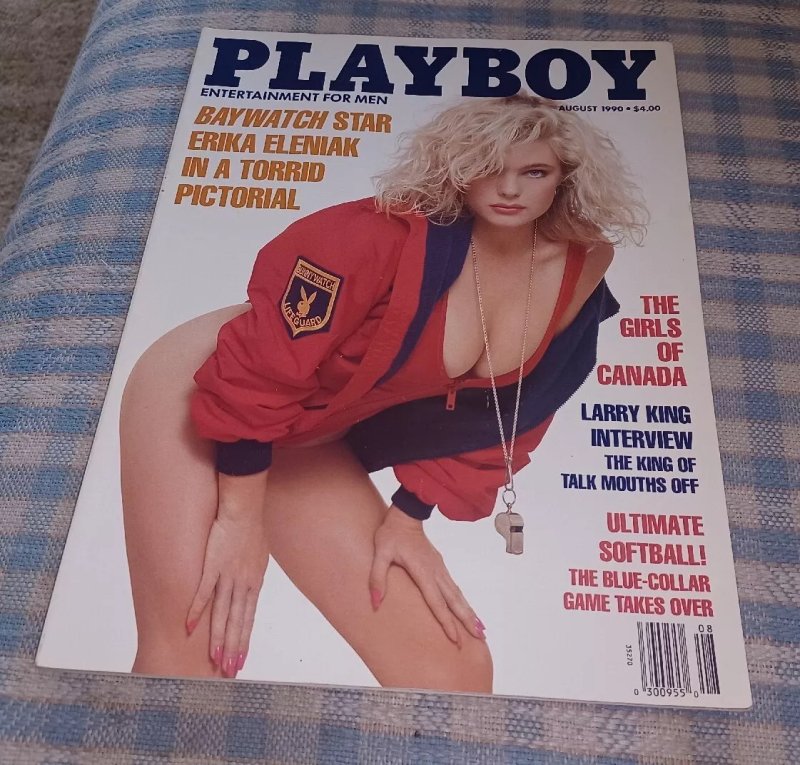 PLAYBOY
ENTERTAINMENT FOR MEN
AUGUST 1990 • $4.00
BAYWATCH STAR
ERIKA ELENIAK
IN A TORRID
PICTORIAL
BAYWATCH
LIFEGUARD
THE
GIRLS
OF
CANADA
LARRY KING
INTERVIEW
THE KING OF
TALK MOUTHS OFF
ULTIMATE
SOFTBALL!
THE BLUE-COLLAR
GAME TAKES OVER
08
35270
0 300955 0